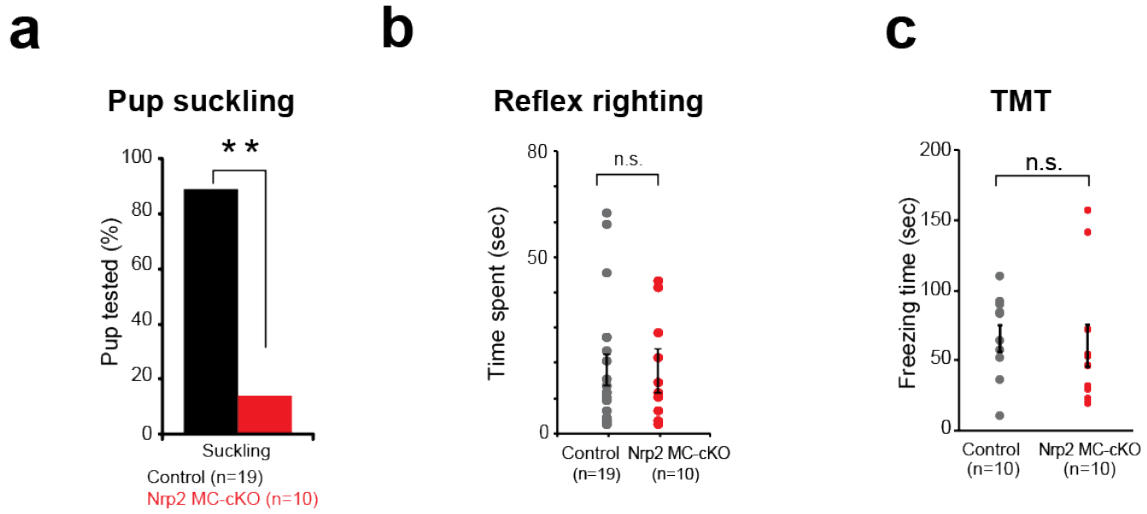 a
Pup suckling
**
100
80
60
40
20
0
Pup tested (%)
Suckling
Control (n=19)
Nrp2 MC-cKO (n=10)
b
Reflex righting
n.s.
80
50
0
Time spent (sec)
Control
(n=19)
Nrp2 MC-cKO
(n=10)
c
TMT
n.s.
200
150
100
50
0
Freezing time (sec)
Control
(n=10)
Nrp2 MC-cKO
(n=10)